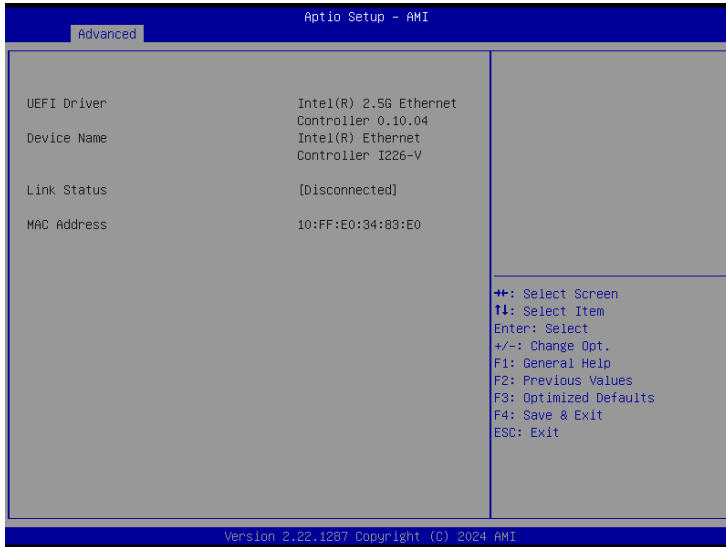 Aptio Setup – AMI
Advanced
UEFI Driver Intel(R) 2.5G Ethernet
Controller 0.10.04
Device Name Intel(R) Ethernet
Controller I226-V
Link Status [Disconnected]
MAC Address 10:FF:E0:34:83:E0
→←: Select Screen
↑↓: Select Item
Enter: Select
+/-: Change Opt.
F1: General Help
F2: Previous Values
F3: Optimized Defaults
F4: Save & Exit
ESC: Exit
Version 2.22.1287 Copyright (C) 2024 AMI